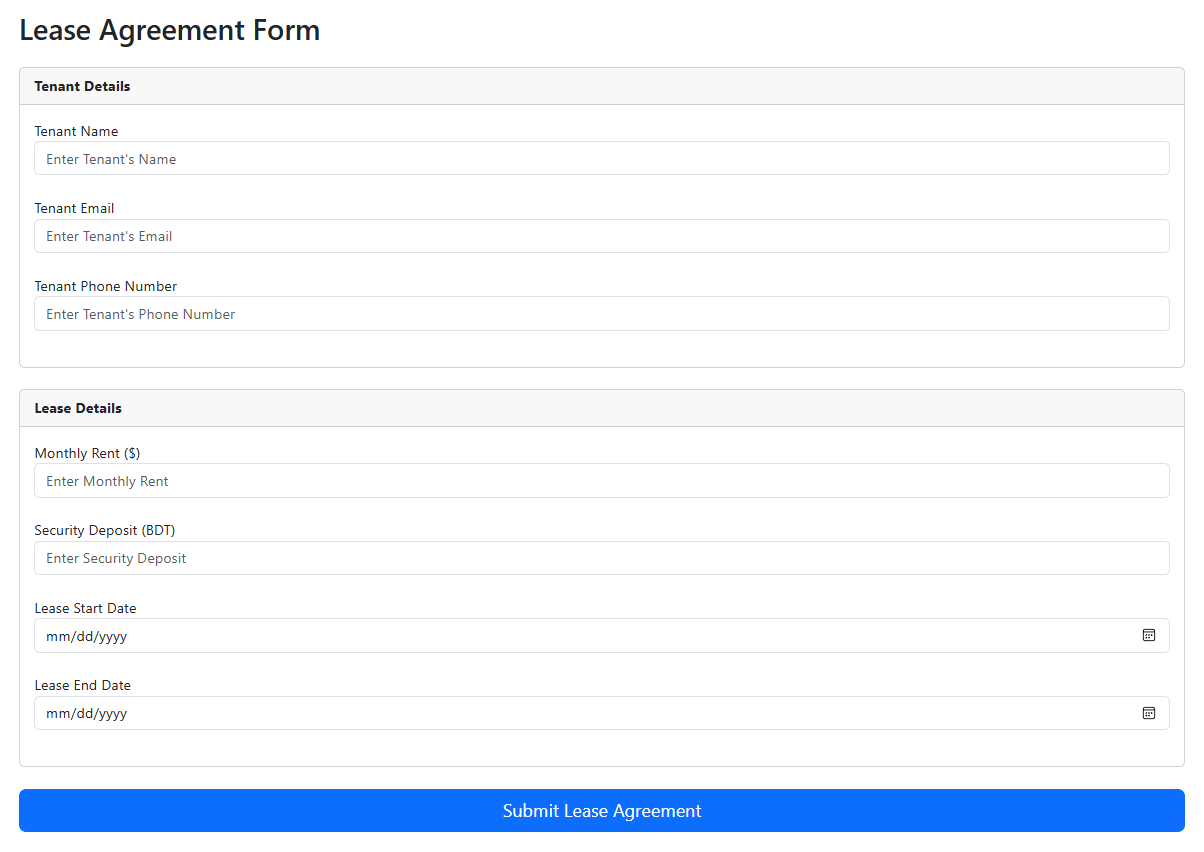 Lease Agreement Form
Tenant Details
Tenant Name
Enter Tenant's Name
Tenant Email
Enter Tenant's Email
Tenant Phone Number
Enter Tenant's Phone Number
Lease Details
Monthly Rent ($)
Enter Monthly Rent
Security Deposit (BDT)
Enter Security Deposit
Lease Start Date
mm/dd/yyyy
Lease End Date
mm/dd/yyyy
Submit Lease Agreement